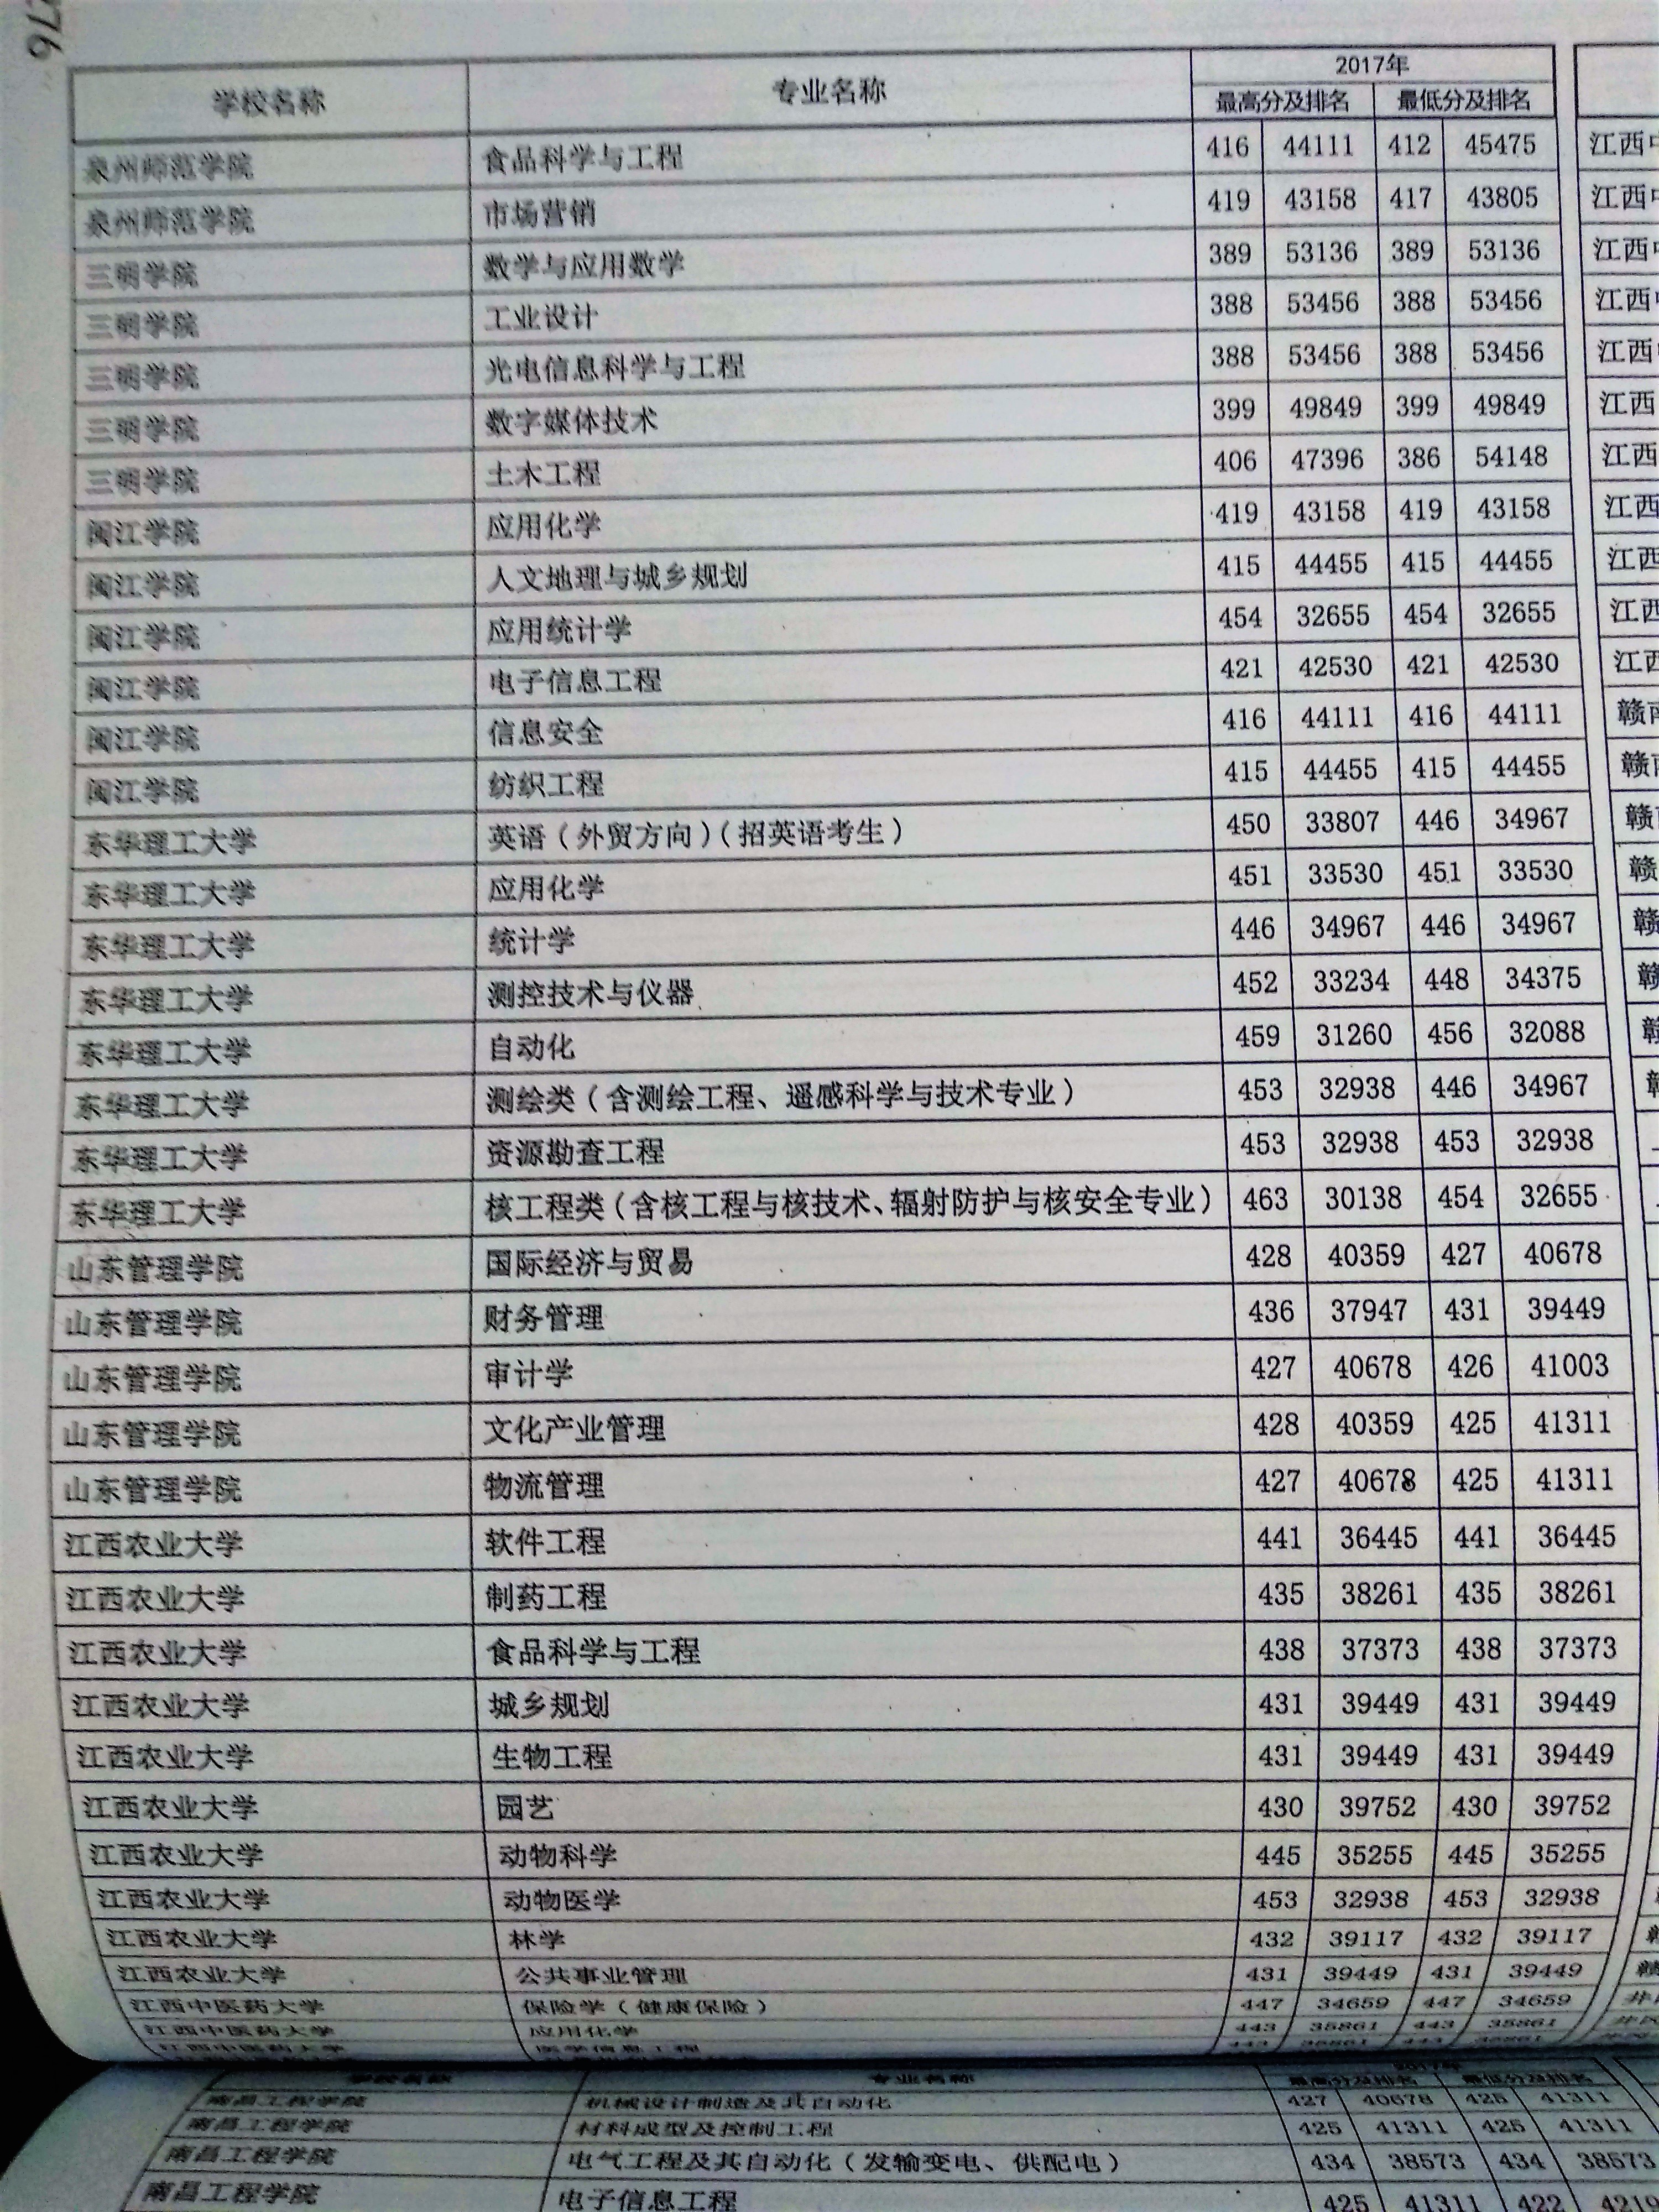 276
2017年
学校名称 专业名称 最高分及排名 最低分及排名
泉州师范学院 食品科学与工程 416 44111 412 45475 江西
泉州师范学院 市场营销 419 43158 417 43805 江西
三明学院 数学与应用数学 389 53136 389 53136 江西
三明学院 工业设计 388 53456 388 53456 江西
三明学院 光电信息科学与工程 388 53456 388 53456 江西
三明学院 数字媒体技术 399 49849 399 49849 江西
三明学院 土木工程 406 47396 386 54148 江西
闽江学院 应用化学 419 43158 419 43158 江西
闽江学院 人文地理与城乡规划 415 44455 415 44455 江西
闽江学院 应用统计学 454 32655 454 32655 江西
闽江学院 电子信息工程 421 42530 421 42530 江西
闽江学院 信息安全 416 44111 416 44111 赣南
闽江学院 纺织工程 415 44455 415 44455 赣
东华理工大学 英语（外贸方向）（招英语考生） 450 33807 446 34967 赣
东华理工大学 应用化学 451 33530 451 33530 赣
东华理工大学 统计学 446 34967 446 34967 赣
东华理工大学 测控技术与仪器 452 33234 448 34375
东华理工大学 自动化 459 31260 456 32088
东华理工大学 测绘类（含测绘工程、遥感科学与技术专业） 453 32938 446 34967
东华理工大学 资源勘查工程 453 32938 453 32938
东华理工大学 核工程类（含核工程与核技术、辐射防护与核安全专业） 463 30138 454 32655
山东管理学院 国际经济与贸易 428 40359 427 40678
山东管理学院 财务管理 436 37947 431 39449
山东管理学院 审计学 427 40678 426 41003
山东管理学院 文化产业管理 428 40359 425 41311
山东管理学院 物流管理 427 40678 425 41311
江西农业大学 软件工程 441 36445 441 36445
江西农业大学 制药工程 435 38261 435 38261
江西农业大学 食品科学与工程 438 37373 438 37373
江西农业大学 城乡规划 431 39449 431 39449
江西农业大学 生物工程 431 39449 431 39449
江西农业大学 园艺 430 39752 430 39752
江西农业大学 动物科学 445 35255 445 35255
江西农业大学 动物医学 453 32938 453 32938
江西农业大学 林学 432 39117 432 39117
江西农业大学 公共事业管理 431 39449 431 39449
江西中医药大学 保险学（健康保险） 447 34659 447 34659
江西中医药大学 应用化学 443 35861 443 35861
江西中医药大学 医学信息工程 443 35861 443 35861
2017年
学校名称 专业名称 最高分及排名 最低分及排名
南昌工程学院 机械设计制造及其自动化 427 40678 425 41311
南昌工程学院 材料成型及控制工程 425 41311 425 41311
南昌工程学院 电气工程及其自动化（发输变电、供配电） 434 38573 434 38573
南昌工程学院 电子信息工程 425 41311 422